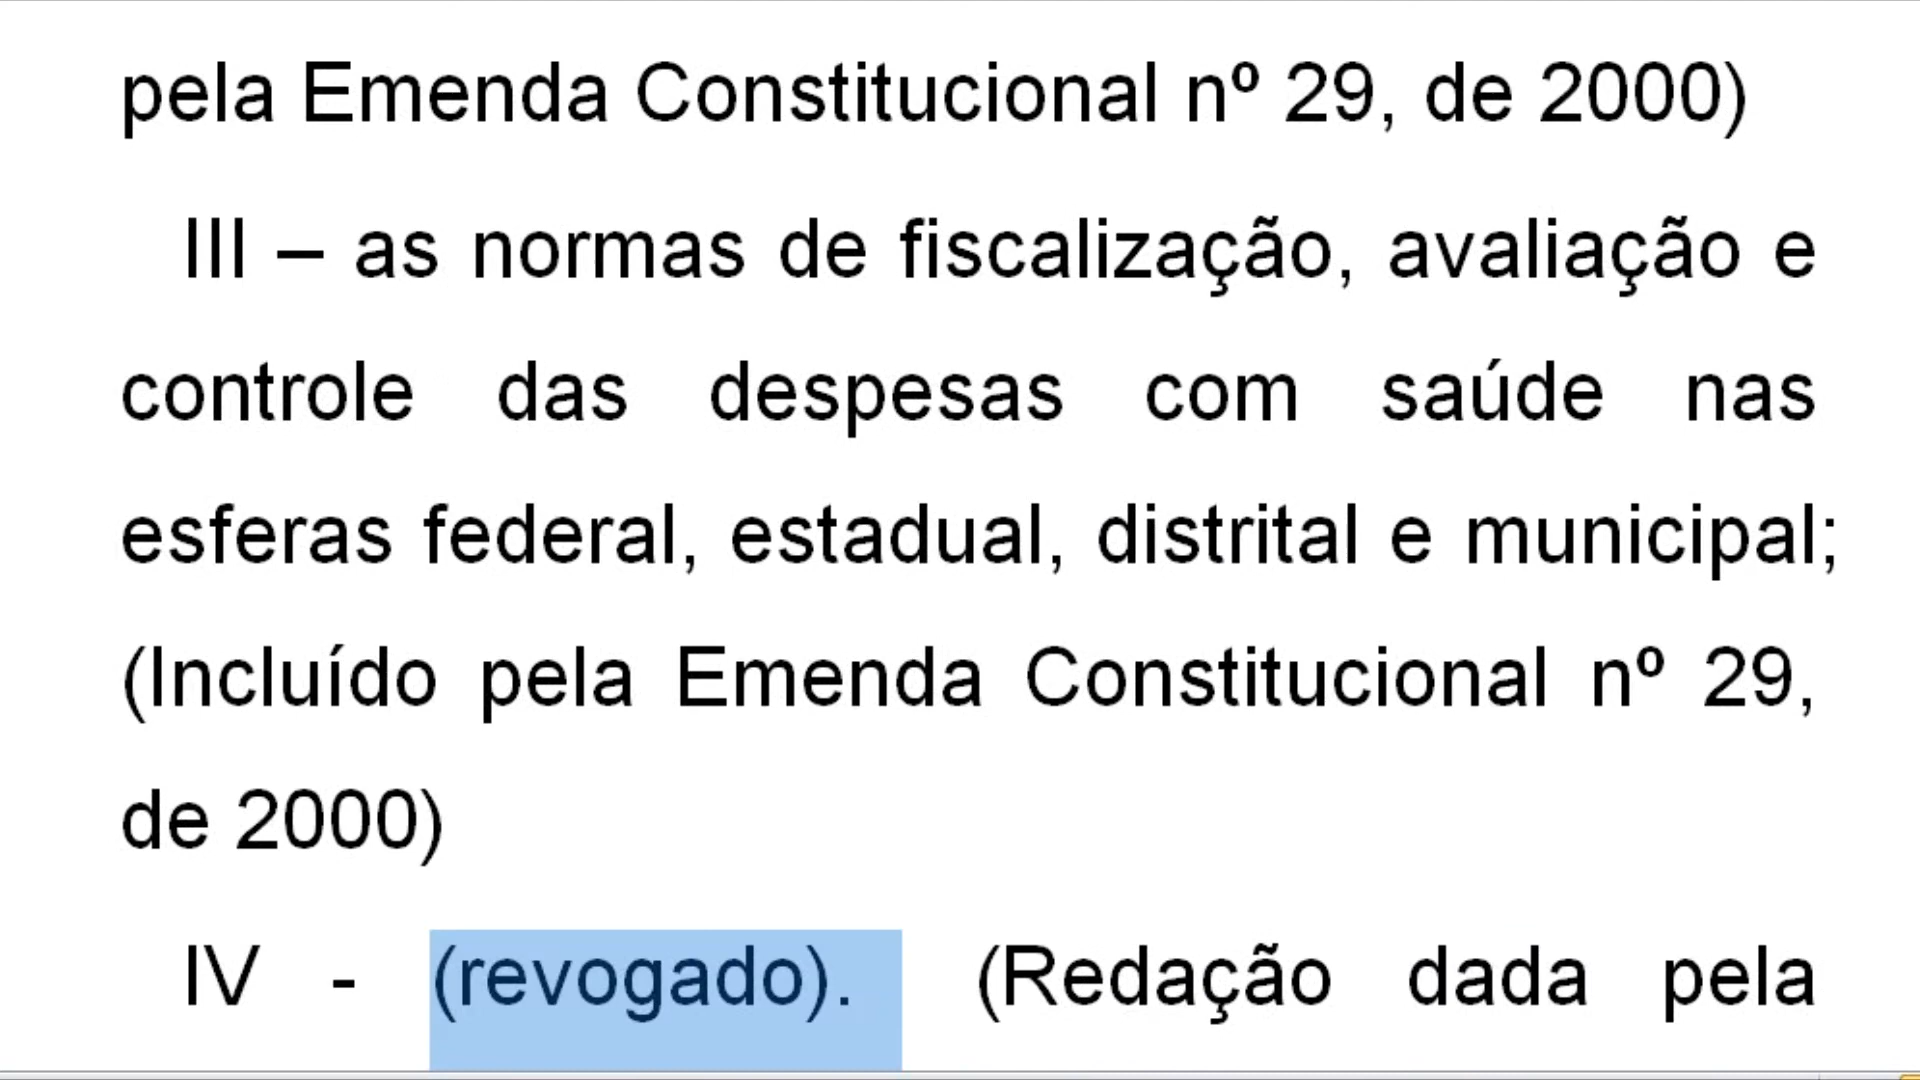 pela Emenda Constitucional nº 29, de 2000)
III – as normas de fiscalização, avaliação e
controle das despesas com saúde nas
esferas federal, estadual, distrital e municipal;
(Incluído pela Emenda Constitucional nº 29,
de 2000)
IV - (revogado). (Redação dada pela